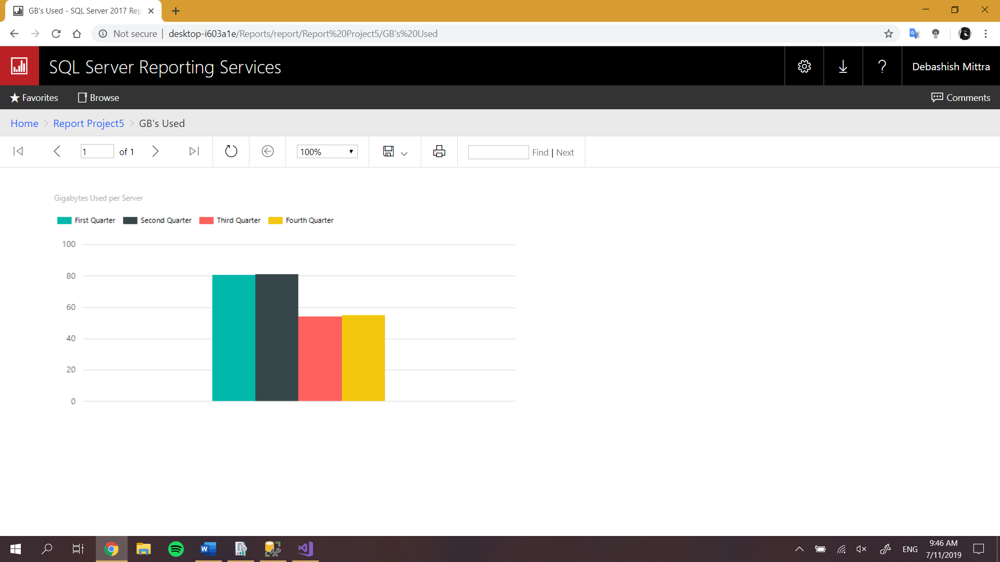 GB's Used - SQL Server 2017 Rep
Not secure | desktop-i603a1e/Reports/report/Report%20Project5/GB's%20Used
SQL Server Reporting Services
Debashish Mittra
Favorites Browse Comments
Home > Report Project5 > GB's Used
1 of 1 100% Find | Next
Gigabytes Used per Server
First Quarter Second Quarter Third Quarter Fourth Quarter
100
80
60
40
20
0
ENG
9:46 AM
7/11/2019